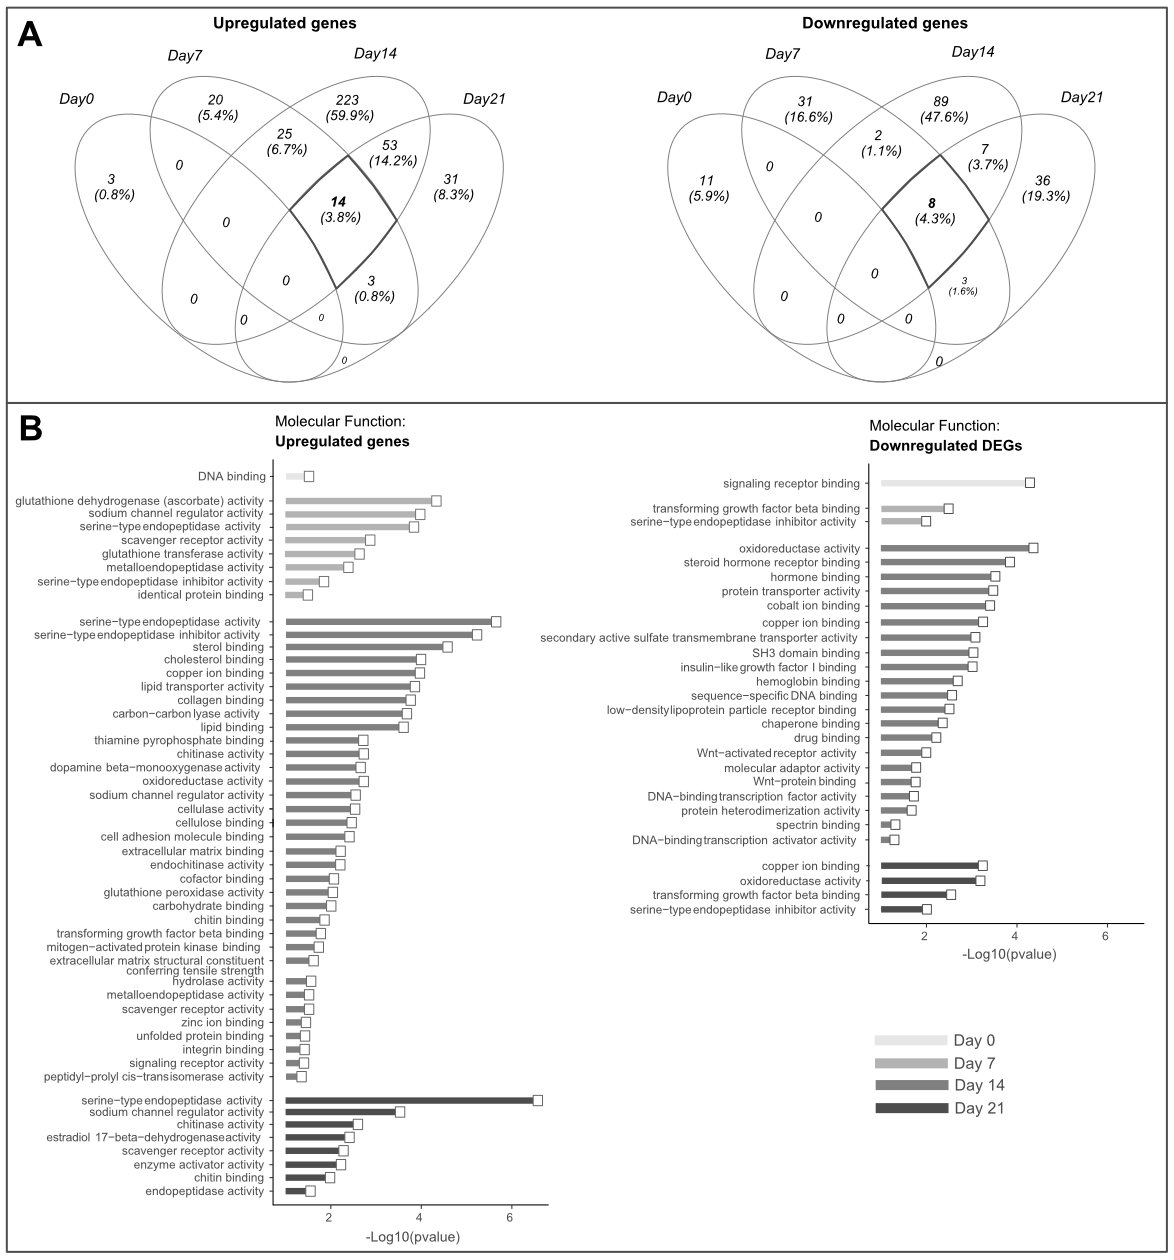 A
Upregulated genes
Day0
Day7
Day14
Day21
20
(5.4%)
223
(59.9%)
25
(6.7%)
53
(14.2%)
0
3
(0.8%)
31
(8.3%)
14
(3.8%)
0
0
3
(0.8%)
0
0
0
0
Downregulated genes
Day0
Day7
Day14
Day21
31
(16.6%)
89
(47.6%)
2
(1.1%)
7
(3.7%)
0
11
(5.9%)
36
(19.3%)
8
(4.3%)
0
0
3
(1.6%)
0
0
0
0
B
Molecular Function:
Upregulated genes
DNA binding
glutathione dehydrogenase (ascorbate) activity
sodium channel regulator activity
serine-type endopeptidase activity
scavenger receptor activity
glutathione transferase activity
metalloendopeptidase activity
serine-type endopeptidase inhibitor activity
identical protein binding
serine-type endopeptidase activity
serine-type endopeptidase inhibitor activity
sterol binding
cholesterol binding
copper ion binding
lipid transporter activity
collagen binding
carbon-carbon lyase activity
lipid binding
thiamine pyrophosphate binding
chitinase activity
dopamine beta-monooxygenase activity
oxidoreductase activity
sodium channel regulator activity
cellulase activity
cellulose binding
cell adhesion molecule binding
extracellular matrix binding
endochitinase activity
cofactor binding
glutathione peroxidase activity
carbohydrate binding
chitin binding
transforming growth factor beta binding
mitogen-activated protein kinase binding
extracellular matrix structural constituent
conferring tensile strength
hydrolase activity
metalloendopeptidase activity
scavenger receptor activity
zinc ion binding
unfolded protein binding
integrin binding
signaling receptor activity
peptidyl-prolyl cis-trans isomerase activity
serine-type endopeptidase activity
sodium channel regulator activity
chitinase activity
estradiol 17-beta-dehydrogenase activity
scavenger receptor activity
enzyme activator activity
chitin binding
endopeptidase activity
2 4 6
-Log10(pvalue)
Molecular Function:
Downregulated DEGs
signaling receptor binding
transforming growth factor beta binding
serine-type endopeptidase inhibitor activity
oxidoreductase activity
steroid hormone receptor binding
hormone binding
protein transporter activity
cobalt ion binding
copper ion binding
secondary active sulfate transmembrane transporter activity
SH3 domain binding
insulin-like growth factor I binding
hemoglobin binding
sequence-specific DNA binding
low-density lipoprotein particle receptor binding
chaperone binding
drug binding
Wnt-activated receptor activity
molecular adaptor activity
Wnt-protein binding
DNA-binding transcription factor activity
protein heterodimerization activity
spectrin binding
DNA-binding transcription activator activity
copper ion binding
oxidoreductase activity
transforming growth factor beta binding
serine-type endopeptidase inhibitor activity
2 4 6
-Log10(pvalue)
Day 0
Day 7
Day 14
Day 21